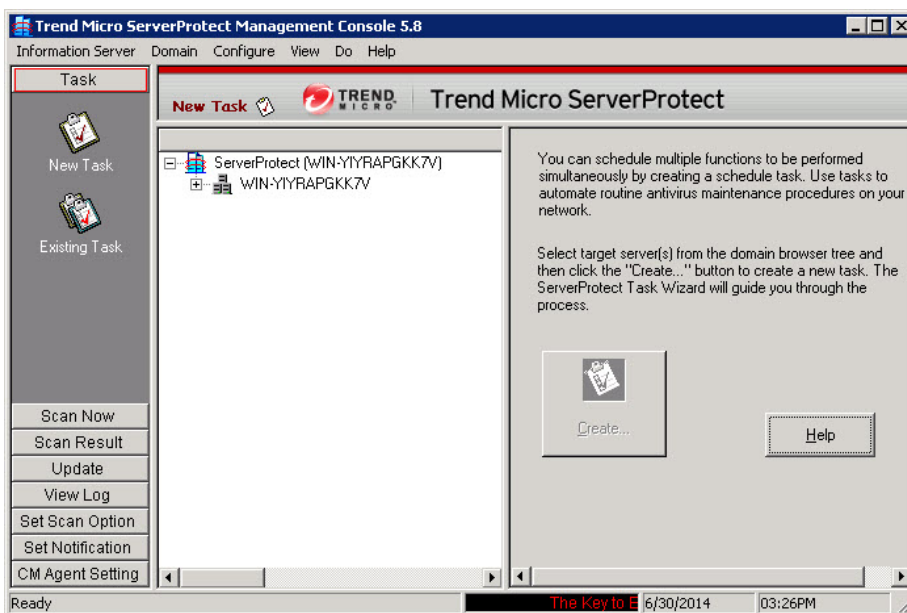 Trend Micro ServerProtect Management Console 5.8
Information Server Domain Configure View Do Help
Task
New Task
Existing Task
Scan Now
Scan Result
Update
View Log
Set Scan Option
Set Notification
CM Agent Setting
New Task
TREND MICRO
Trend Micro ServerProtect
ServerProtect (WIN-YIYRAPGKK7V)
WIN-YIYRAPGKK7V
You can schedule multiple functions to be performed
simultaneously by creating a schedule task. Use tasks to
automate routine antivirus maintenance procedures on your
network.
Select target server(s) from the domain browser tree and
then click the "Create..." button to create a new task. The
ServerProtect Task Wizard will guide you through the
process.
Create...
Help
Ready
The Key to E
6/30/2014
03:26PM